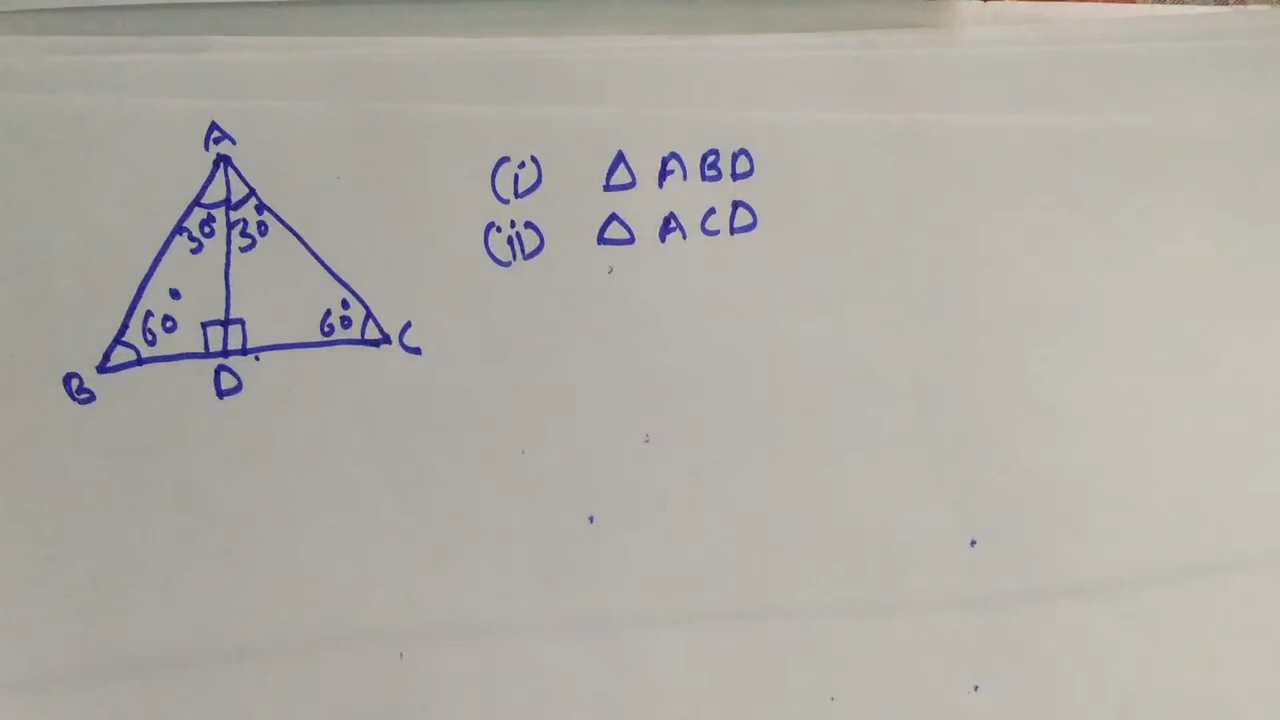 A
(i) △ ABD
(ii) △ ACD
30° 30°
60° 60°
B D C